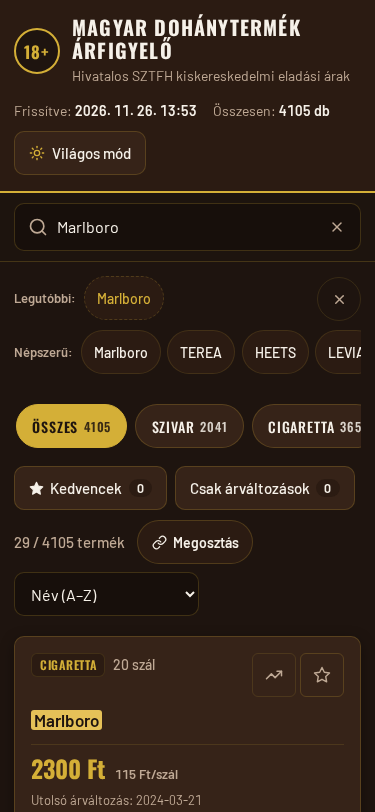 18+
MAGYAR DOHÁNYTERMÉK
ÁRFIGYELŐ
Hivatalos SZTFH kiskereskedelmi eladási árak
Frissítve: 2026. 11. 26. 13:53 Összesen: 4105 db
Világos mód
Marlboro
Legutóbbi: Marlboro
Népszerű: Marlboro TEREA HEETS LEVIA
ÖSSZES 4105 SZIVAR 2041 CIGARETTA 365
Kedvencek 0 Csak árváltozások 0
29 / 4105 termék Megosztás
Név (A–Z)
CIGARETTA 20 szál
Marlboro
2300 Ft 115 Ft/szál
Utolsó árváltozás: 2024-03-21